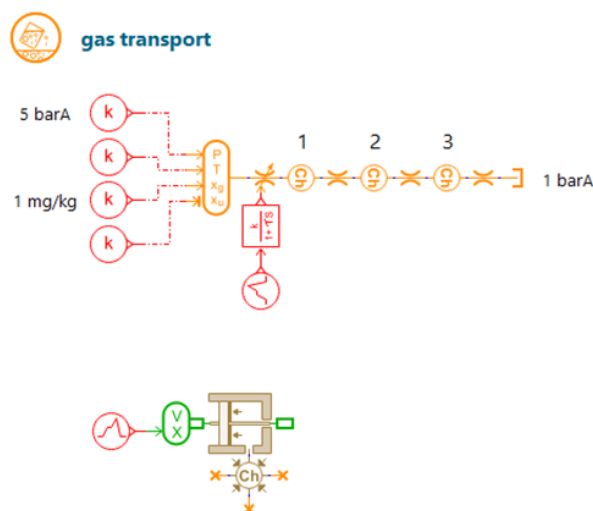 gas transport
5 barA
k
k
1 mg/kg
k
k
P
T
xg
xu
1 2 3
Ch Ch Ch
1 barA
k
1+τS
V
X
Ch